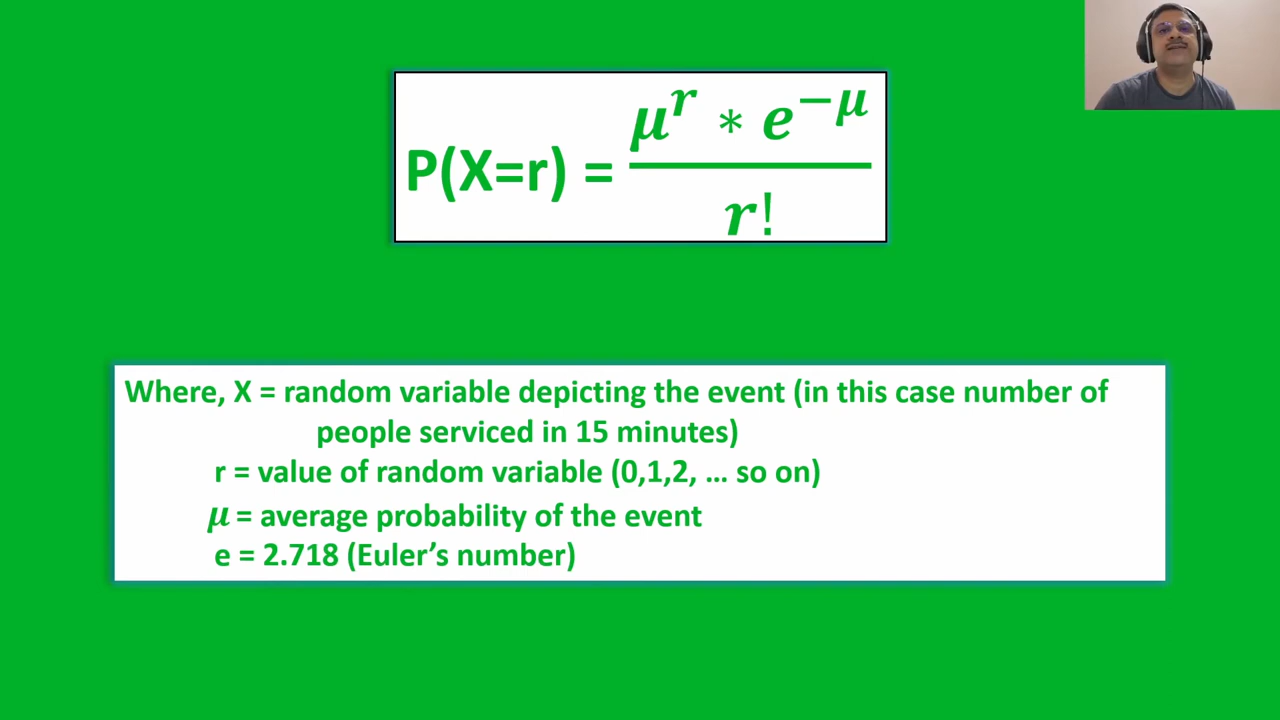 P(X=r) = 𝝁^𝒓 ∗ 𝒆^−𝝁 / 𝒓!
Where, X = random variable depicting the event (in this case number of
people serviced in 15 minutes)
r = value of random variable (0,1,2, … so on)
𝝁 = average probability of the event
e = 2.718 (Euler’s number)